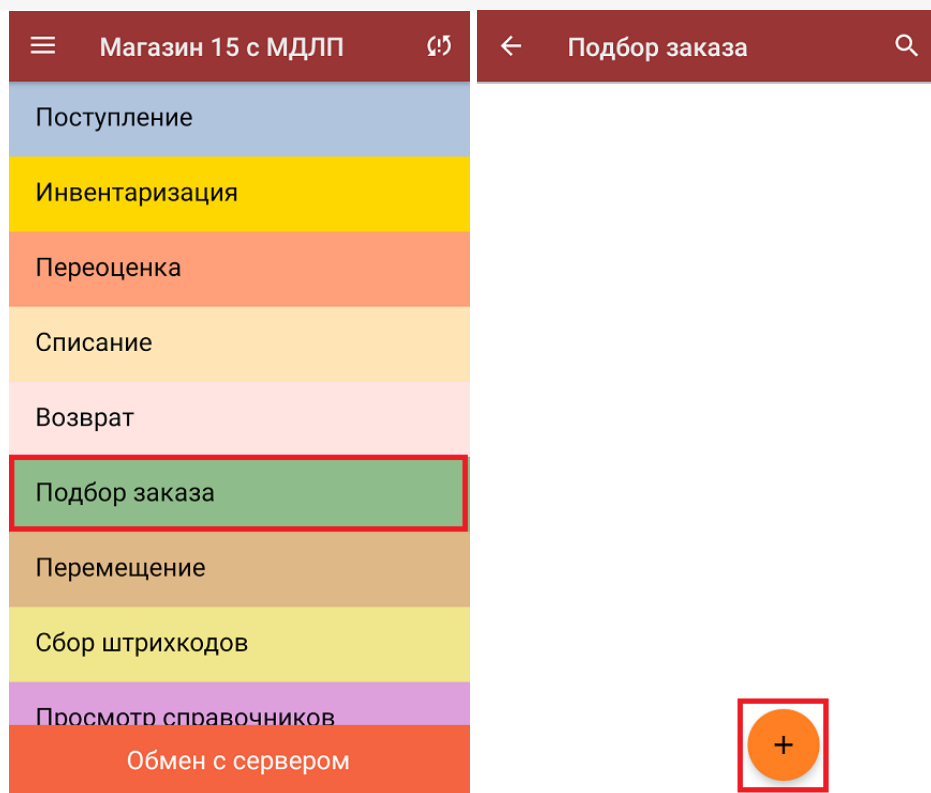 Магазин 15 с МДЛП
Поступление
Инвентаризация
Переоценка
Списание
Возврат
Подбор заказа
Перемещение
Сбор штрихкодов
Просмотр справочников
Обмен с сервером
Подбор заказа
+